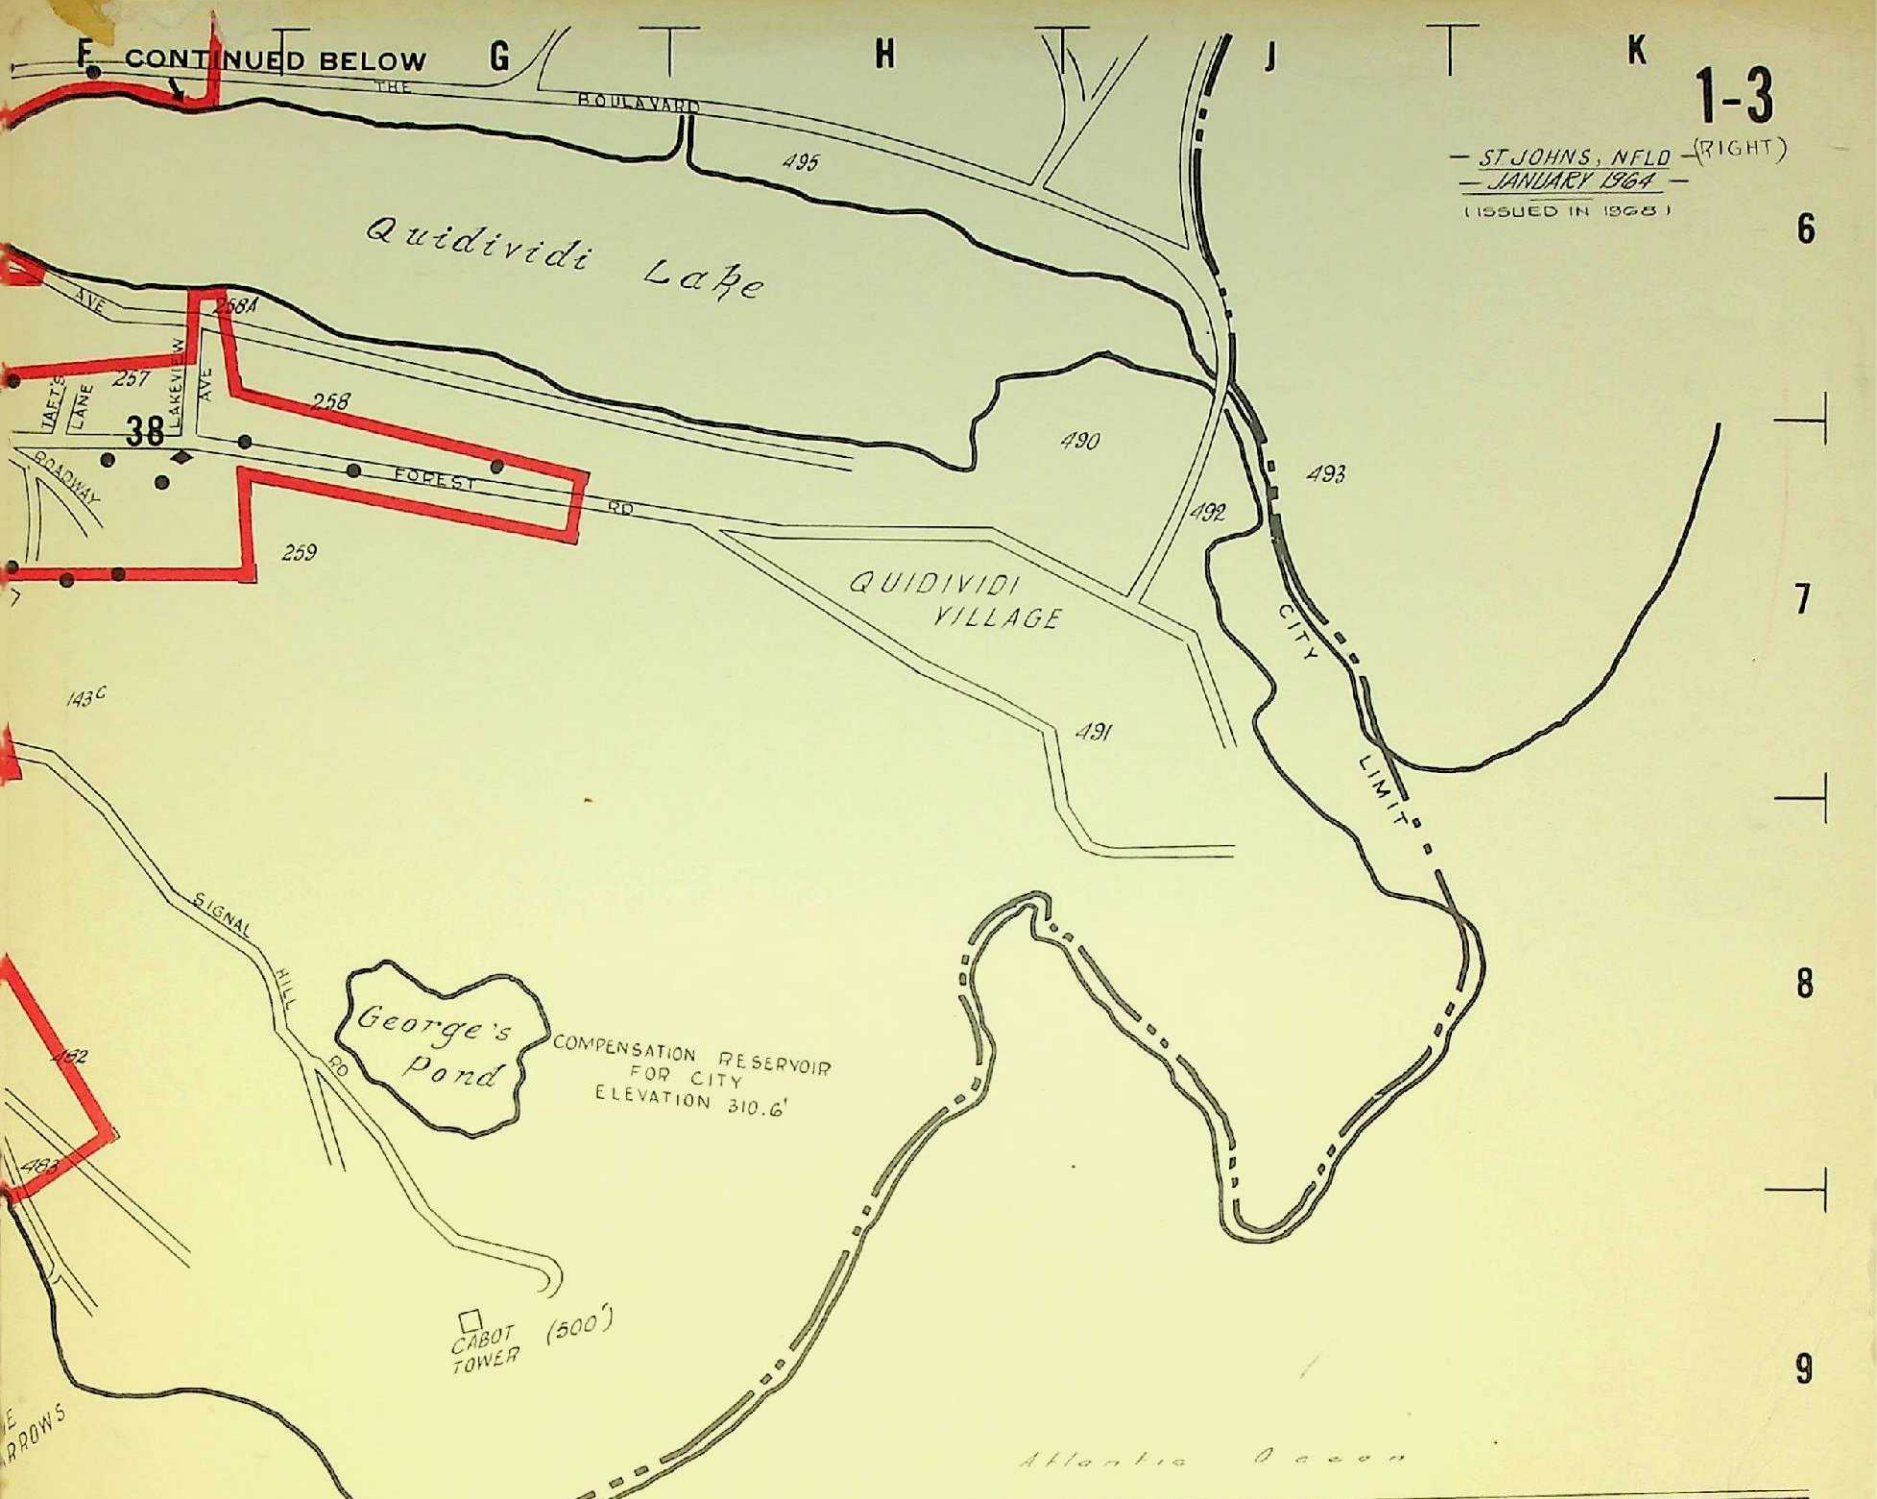 F CONTINUED BELOW G H J K
1-3
(RIGHT)
— ST JOHNS, NFLD —
— JANUARY 1964 —
(ISSUED IN 1968)
THE BOULAVARD
495
6
Quidividi Lake
AVE
258A
257
TAFT'S LANE
LAKEVIEW AVE
258
38
490
493
ROADWAY
FOREST RD
492
259
QUIDIVIDI
VILLAGE
7
CITY LIMIT
143C
491
SIGNAL HILL RD
8
George's
Pond
COMPENSATION RESERVOIR
FOR CITY
ELEVATION 310.6'
482
483
CABOT
TOWER
(500')
9
Atlantic Ocean